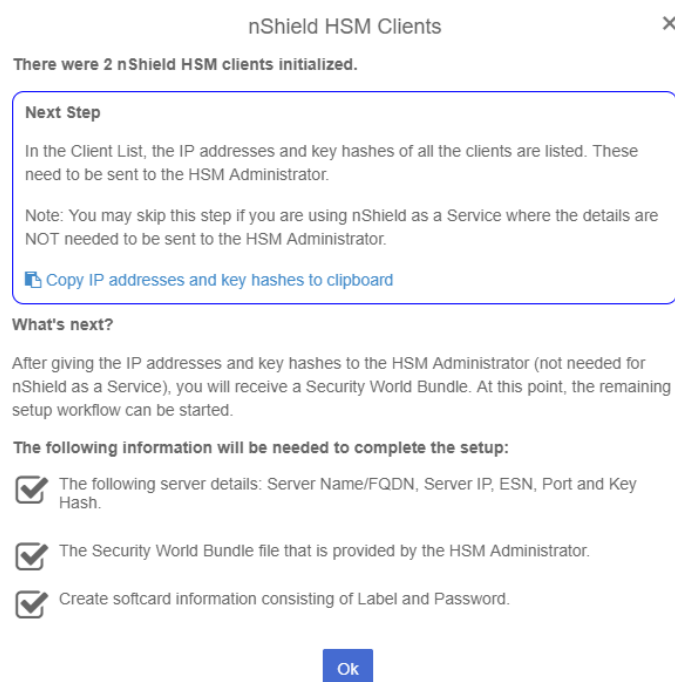 nShield HSM Clients
There were 2 nShield HSM clients initialized.
Next Step
In the Client List, the IP addresses and key hashes of all the clients are listed. These
need to be sent to the HSM Administrator.
Note: You may skip this step if you are using nShield as a Service where the details are
NOT needed to be sent to the HSM Administrator.
Copy IP addresses and key hashes to clipboard
What's next?
After giving the IP addresses and key hashes to the HSM Administrator (not needed for
nShield as a Service), you will receive a Security World Bundle. At this point, the remaining
setup workflow can be started.
The following information will be needed to complete the setup:
The following server details: Server Name/FQDN, Server IP, ESN, Port and Key
Hash.
The Security World Bundle file that is provided by the HSM Administrator.
Create softcard information consisting of Label and Password.
Ok